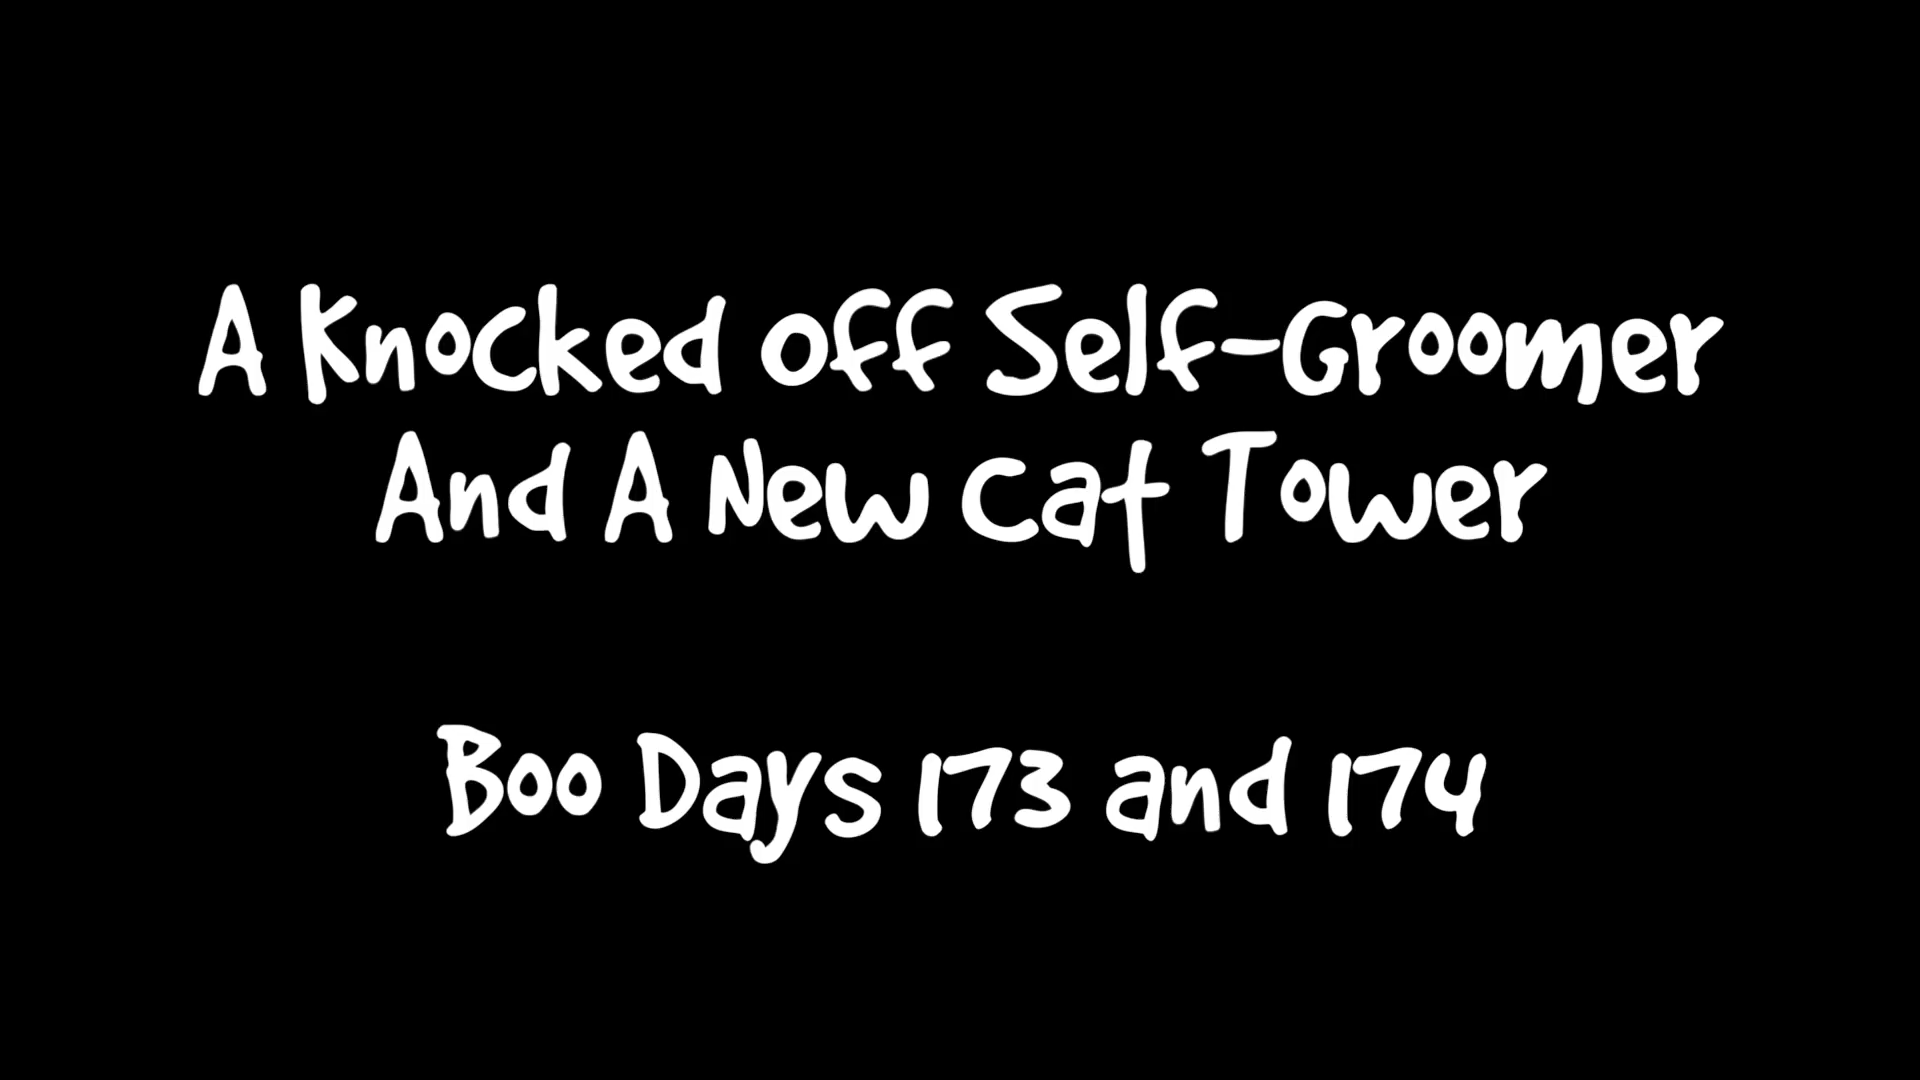 A Knocked Off Self-Groomer
And A New Cat Tower
Boo Days 173 and 174